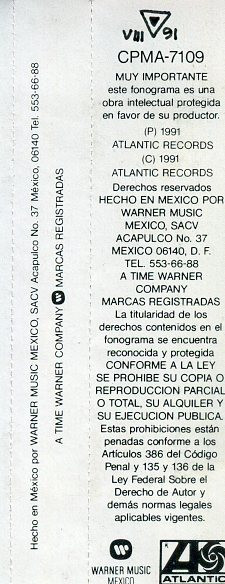 VIII 91
CPMA-7109
MUY IMPORTANTE
este fonograma es una
obra intelectual protegida
en favor de su productor.
(P) 1991
ATLANTIC RECORDS
(C) 1991
ATLANTIC RECORDS
Derechos reservados
HECHO EN MEXICO POR
WARNER MUSIC
MEXICO, SACV
ACAPULCO No. 37
MEXICO 06140, D. F.
TEL. 553-66-88
A TIME WARNER
COMPANY
MARCAS REGISTRADAS
La titularidad de los
derechos contenidos en el
fonograma se encuentra
reconocida y protegida
CONFORME A LA LEY
SE PROHIBE SU COPIA O
REPRODUCCION PARCIAL
O TOTAL, SU ALQUILER Y
SU EJECUCION PUBLICA.
Estas prohibiciones están
penadas conforme a los
Artículos 386 del Código
Penal y 135 y 136 de la
Ley Federal Sobre el
Derecho de Autor y
demás normas legales
aplicables vigentes.
WARNER MUSIC
MEXICO
ATLANTIC
Hecho en México por WARNER MUSIC MEXICO, SACV Acapulco No. 37 México, 06140 Tel. 553-66-88
A TIME WARNER COMPANY MARCAS REGISTRADAS